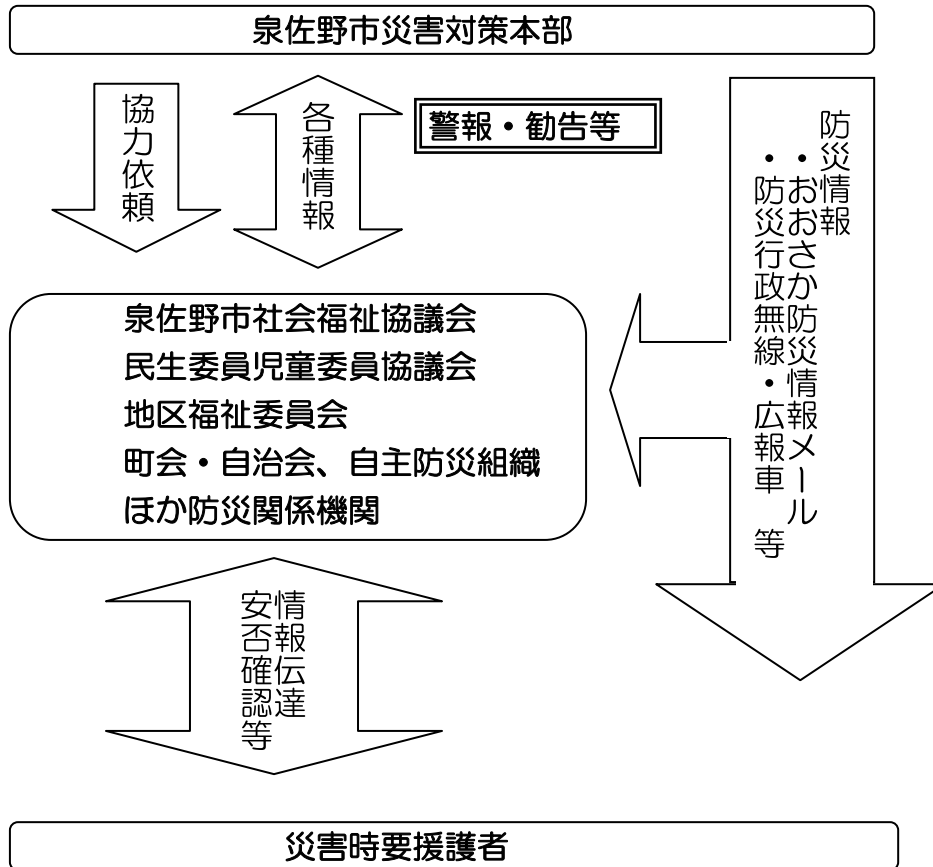 泉佐野市災害対策本部
協力依頼
各種情報
警報・勧告等
防災情報
・おおさか防災情報メール
・防災行政無線・広報車 等
泉佐野市社会福祉協議会
民生委員児童委員協議会
地区福祉委員会
町会・自治会、自主防災組織
ほか防災関係機関
情報伝達
安否確認等
災害時要援護者